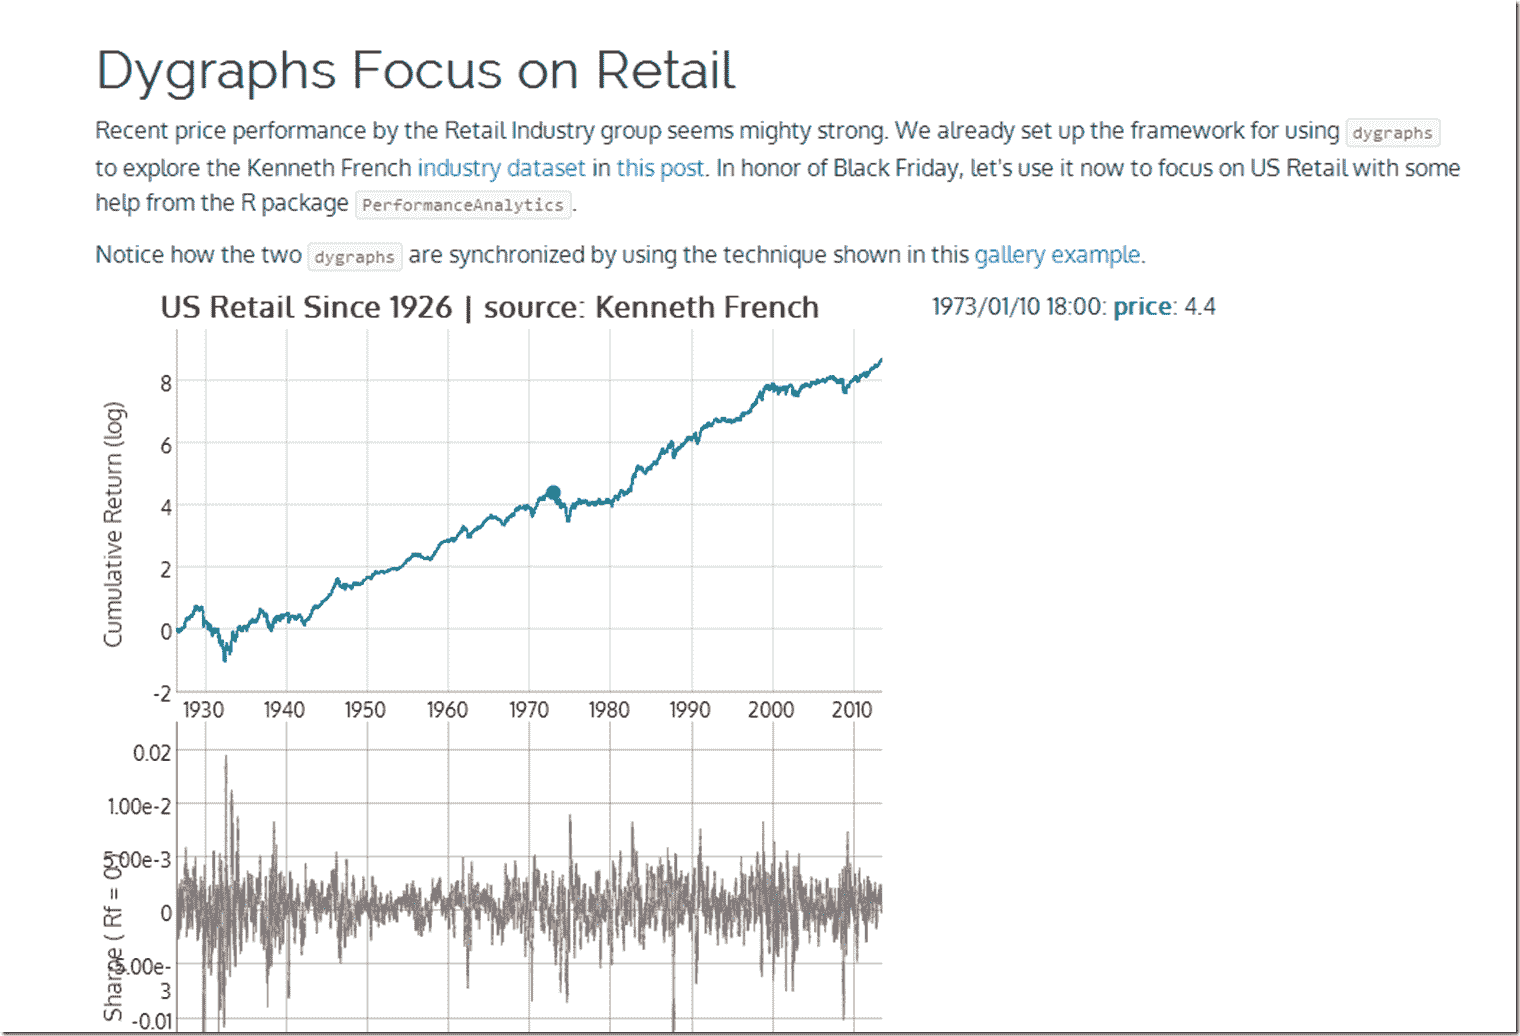 Dygraphs Focus on Retail
Recent price performance by the Retail Industry group seems mighty strong. We already set up the framework for using dygraphs
to explore the Kenneth French industry dataset in this post. In honor of Black Friday, let's use it now to focus on US Retail with some
help from the R package PerformanceAnalytics.
Notice how the two dygraphs are synchronized by using the technique shown in this gallery example.
US Retail Since 1926 | source: Kenneth French
1973/01/10 18:00: price: 4.4
Cumulative Return (log)
8
6
4
2
0
-2
1930 1940 1950 1960 1970 1980 1990 2000 2010
Sharpe ( Rf = 0 )
0.02
1.00e-2
5.00e-3
0
-5.00e-
3
-0.01